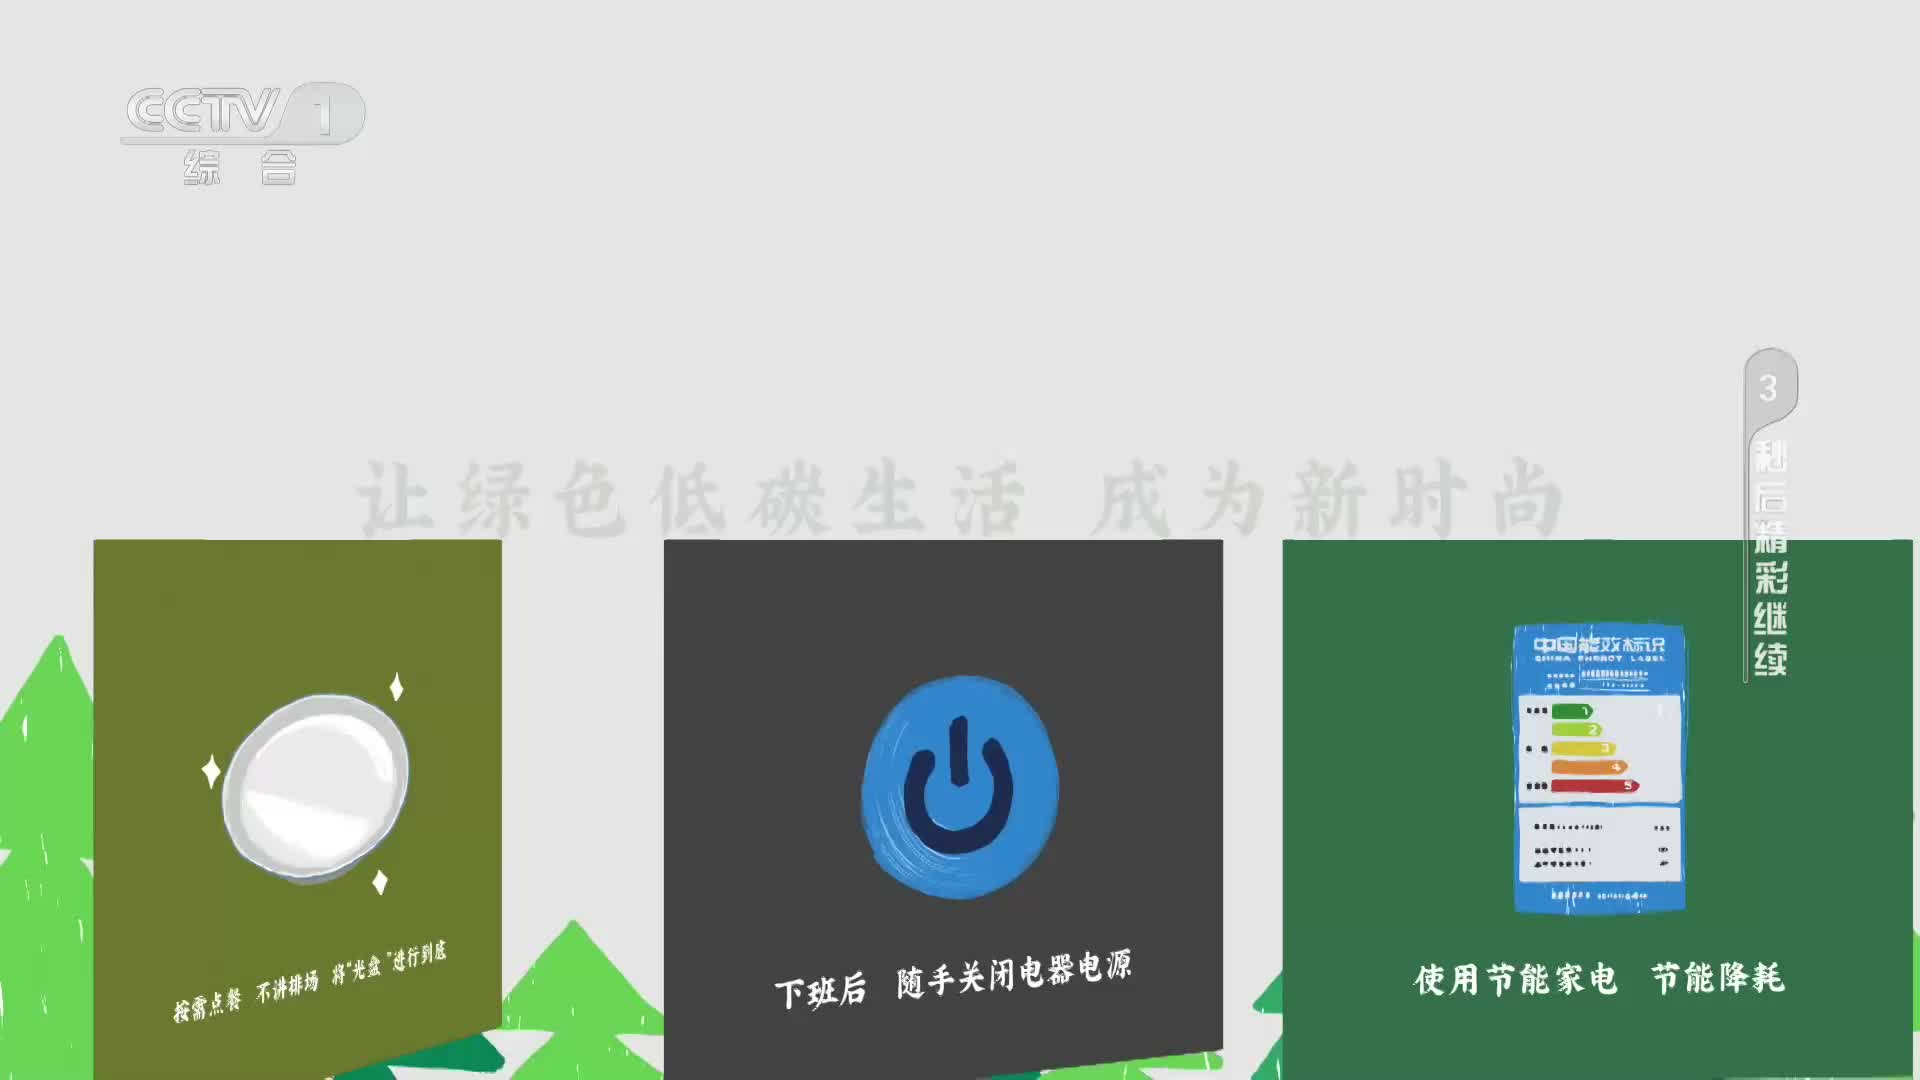 CCTV 1
综 合
3
秒后精彩继续
让绿色低碳生活 成为新时尚
按需点餐 不讲排场 将“光盆”进行到底
下班后 随手关闭电器电源
中国能效标识
CHINA ENERGY LABEL
1
2
3
4
5
使用节能家电 节能降耗